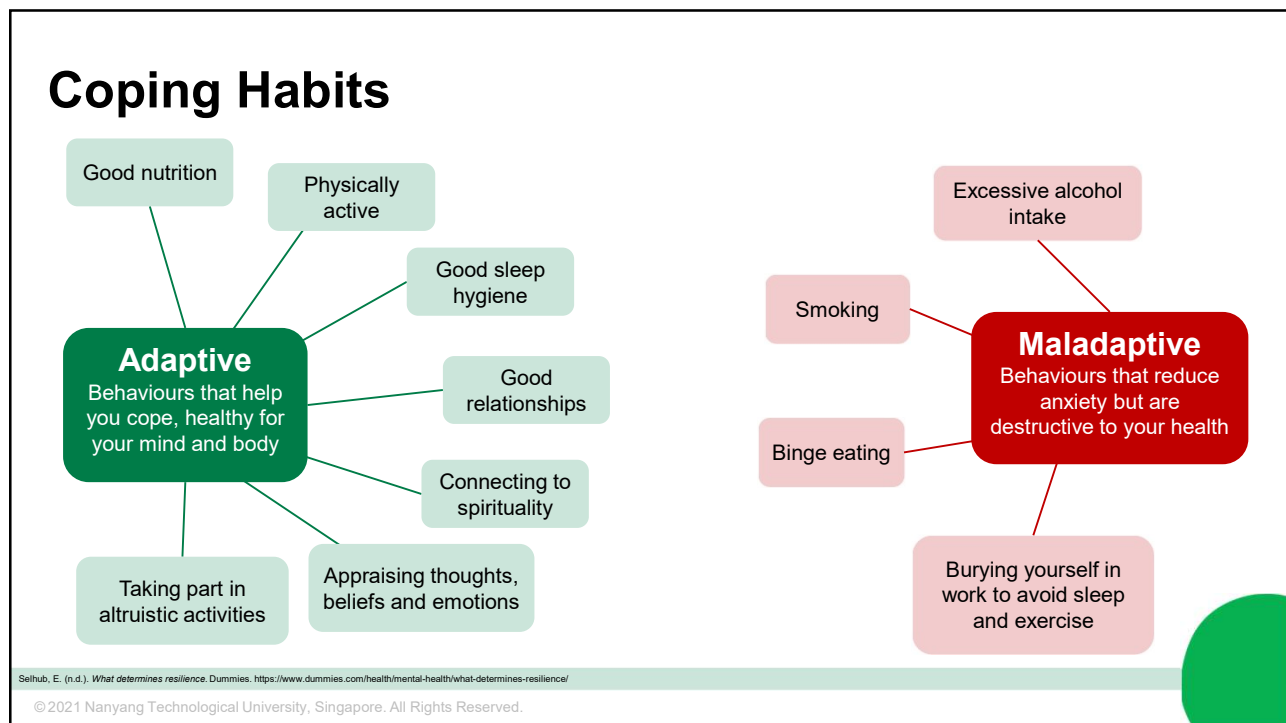 Coping Habits
Good nutrition
Physically
active
Good sleep
hygiene
Good
relationships
Connecting to
spirituality
Appraising thoughts,
beliefs and emotions
Taking part in
altruistic activities
Adaptive
Behaviours that help
you cope, healthy for
your mind and body
Excessive alcohol
intake
Smoking
Binge eating
Burying yourself in
work to avoid sleep
and exercise
Maladaptive
Behaviours that reduce
anxiety but are
destructive to your health
Selhub, E. (n.d.). What determines resilience. Dummies. https://www.dummies.com/health/mental-health/what-determines-resilience/
© 2021 Nanyang Technological University, Singapore. All Rights Reserved.